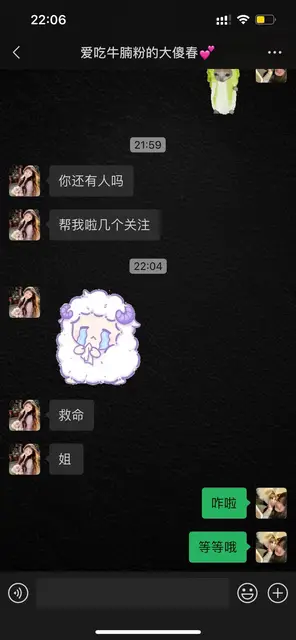 22:06
爱吃牛腩粉的大傻春💕
21:59
你还有人吗
帮我啦几个关注
22:04
救命
姐
咋啦
等等哦